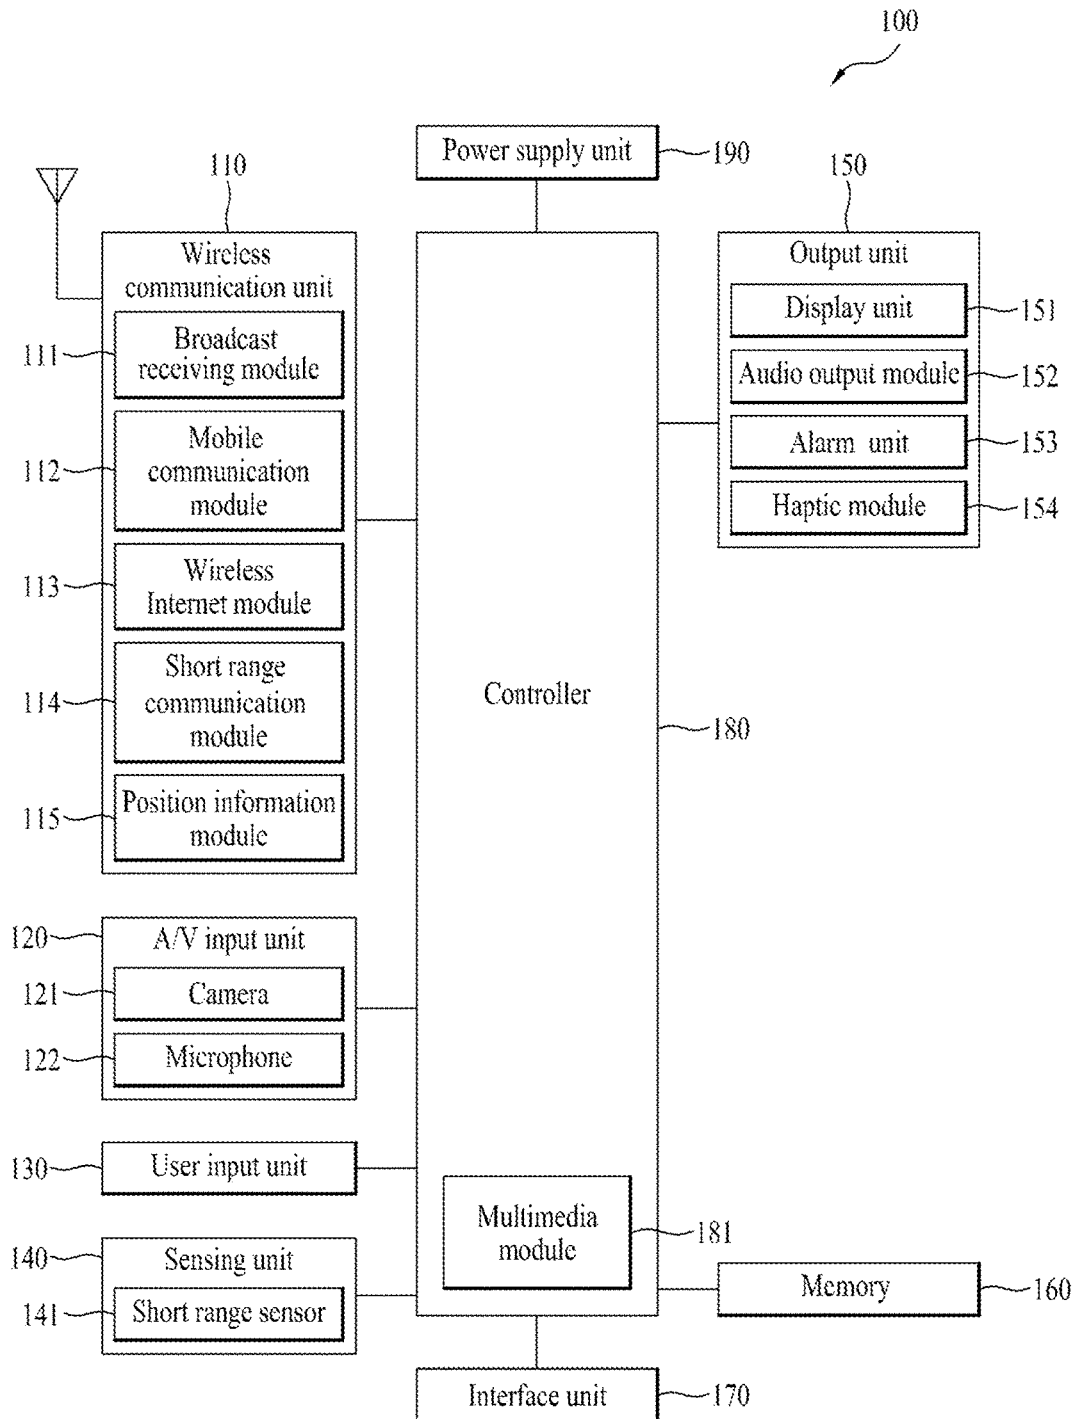 100
Power supply unit
190
110
Wireless
communication unit
111
Broadcast
receiving module
112
Mobile
communication
module
113
Wireless
Internet module
114
Short range
communication
module
115
Position information
module
120
A/V input unit
121
Camera
122
Microphone
130
User input unit
140
Sensing unit
141
Short range sensor
Controller
180
Multimedia
module
181
150
Output unit
Display unit
151
Audio output module
152
Alarm unit
153
Haptic module
154
Memory
160
Interface unit
170